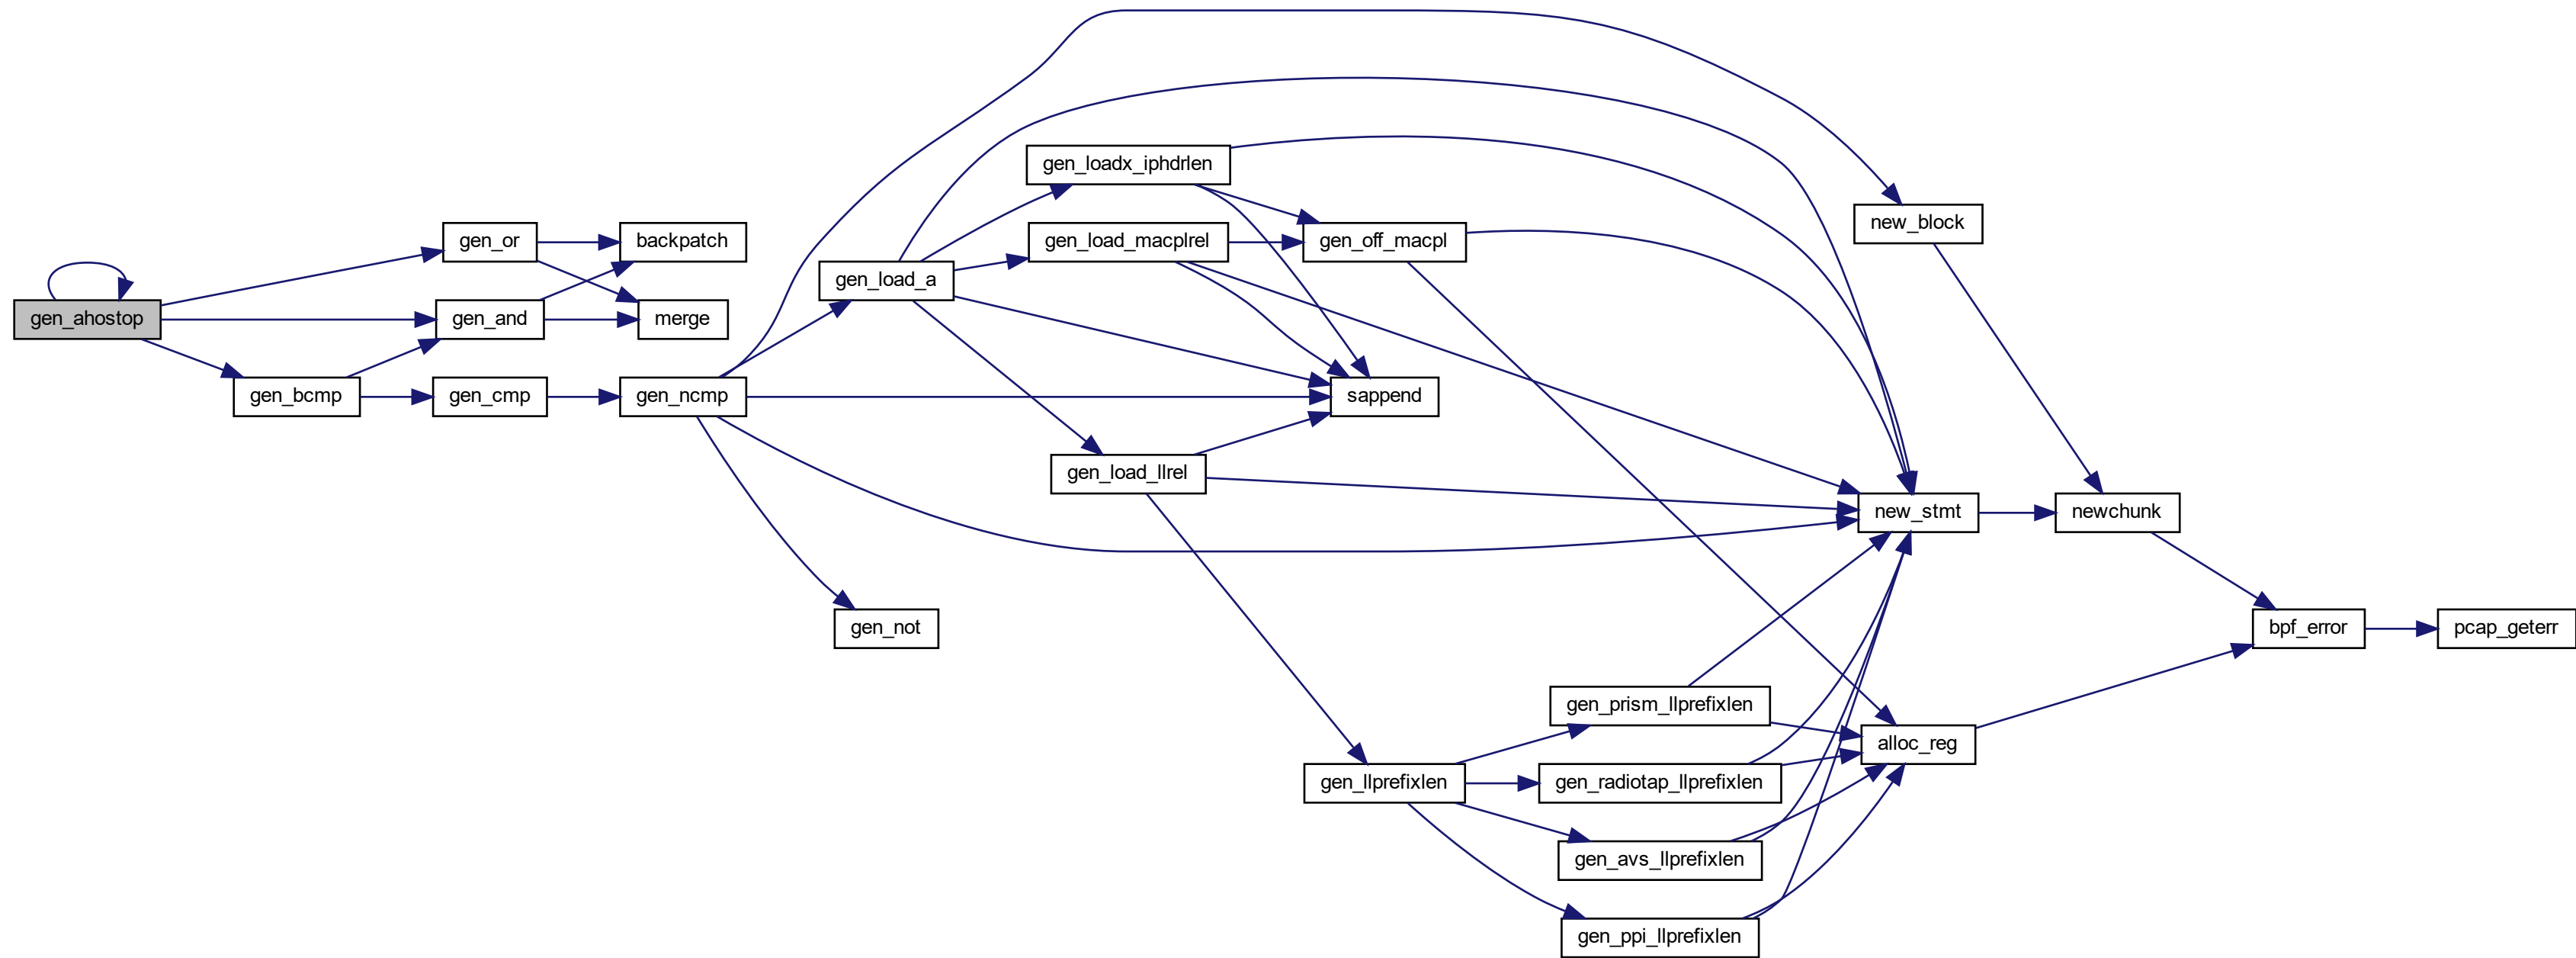 gen_ahostop
gen_or
gen_and
gen_bcmp
gen_cmp
backpatch
merge
gen_ncmp
gen_load_a
gen_not
gen_loadx_iphdrlen
gen_load_macplrel
gen_load_llrel
gen_off_macpl
sappend
gen_llprefixlen
gen_prism_llprefixlen
gen_radiotap_llprefixlen
gen_avs_llprefixlen
gen_ppi_llprefixlen
new_block
new_stmt
alloc_reg
newchunk
bpf_error
pcap_geterr